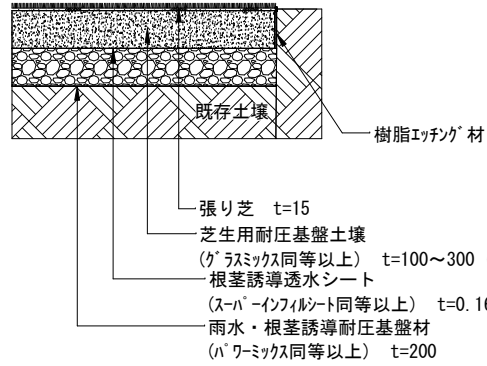 既存土壌
樹脂エッチング材
張り芝 t=15
芝生用耐圧基盤土壌
(グラスミックス同等以上) t=100～300
根茎誘導透水シート
(スーパーインフィルシート同等以上) t=0.16
雨水・根茎誘導耐圧基盤材
(パワーミックス同等以上) t=200